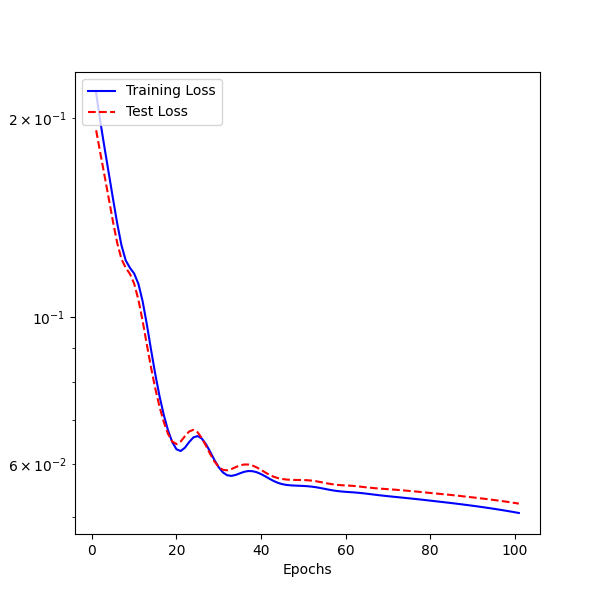 Training Loss
Test Loss
2 × 10⁻¹
10⁻¹
6 × 10⁻²
0 20 40 60 80 100
Epochs